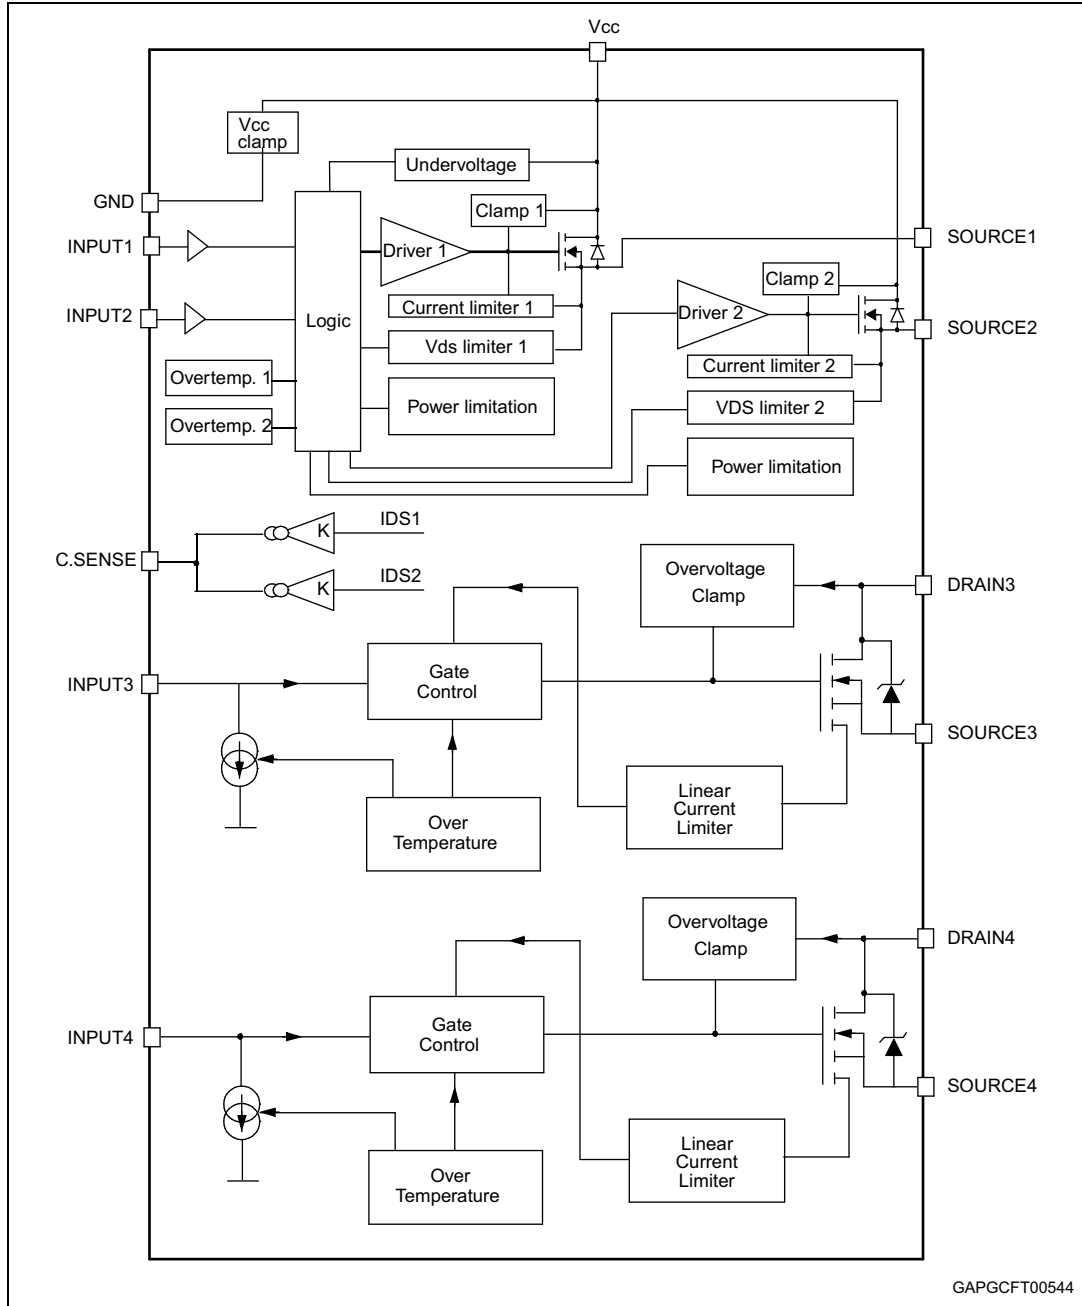 Vcc
Vcc
clamp
Undervoltage
GND
Clamp 1
INPUT1
Driver 1
SOURCE1
Clamp 2
INPUT2
Logic
Current limiter 1
Driver 2
SOURCE2
Vds limiter 1
Current limiter 2
Overtemp. 1
Power limitation
VDS limiter 2
Overtemp. 2
Power limitation
IDS1
K
C.SENSE
IDS2
K
Overvoltage
Clamp
DRAIN3
INPUT3
Gate
Control
SOURCE3
Over
Temperature
Linear
Current
Limiter
Overvoltage
Clamp
DRAIN4
INPUT4
Gate
Control
SOURCE4
Over
Temperature
Linear
Current
Limiter
GAPGCFT00544